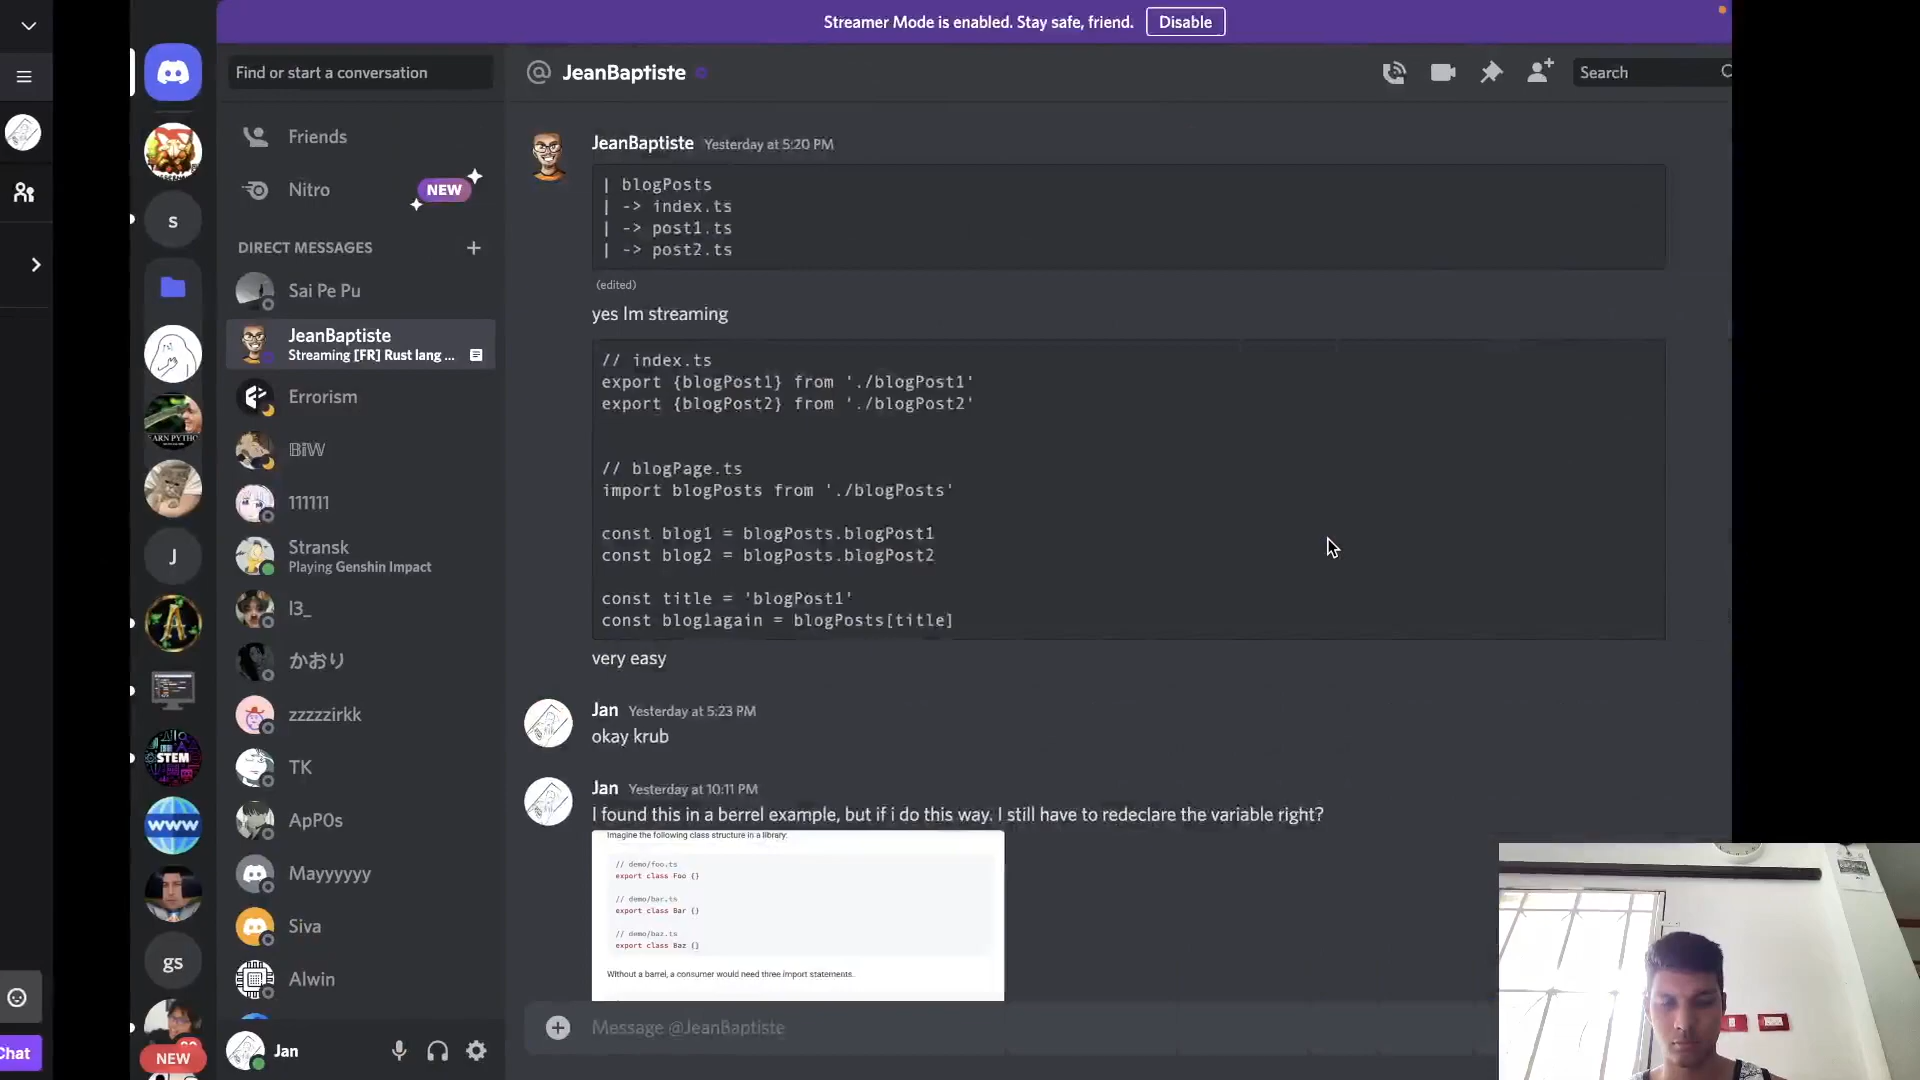 Streamer Mode is enabled. Stay safe, friend.
Disable
Find or start a conversation
Friends
Nitro
NEW
DIRECT MESSAGES
Sai Pe Pu
JeanBaptiste
Streaming [FR] Rust lang ...
Errorism
𝔹𝕚𝕎
111111
Stransk
Playing Genshin Impact
l3_
かおり
zzzzzirkk
TK
ApP0s
Mayyyyyy
Siva
Alwin
Jan
S
ARN PYTHO
J
A
STEM
WWW
gs
NEW
Chat
@ JeanBaptiste
Search
JeanBaptiste Yesterday at 5:20 PM
| blogPosts
| -> index.ts
| -> post1.ts
| -> post2.ts
(edited)
yes Im streaming
// index.ts
export {blogPost1} from './blogPost1'
export {blogPost2} from './blogPost2'
// blogPage.ts
import blogPosts from './blogPosts'
const blog1 = blogPosts.blogPost1
const blog2 = blogPosts.blogPost2
const title = 'blogPost1'
const blog1again = blogPosts[title]
very easy
Jan Yesterday at 5:23 PM
okay krub
Jan Yesterday at 10:11 PM
I found this in a berrel example, but if i do this way. I still have to redeclare the variable right?
Imagine the following class structure in a library:
// demo/foo.ts
export class Foo {}
// demo/bar.ts
export class Bar {}
// demo/baz.ts
export class Baz {}
Without a barrel, a consumer would need three import statements.
Message @JeanBaptiste